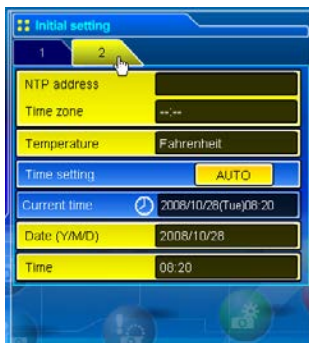 Initial setting
1 2
NTP address
Time zone --:--
Temperature Fahrenheit
Time setting AUTO
Current time 2008/10/28(Tue)08:20
Date (Y/M/D) 2008/10/28
Time 08:20